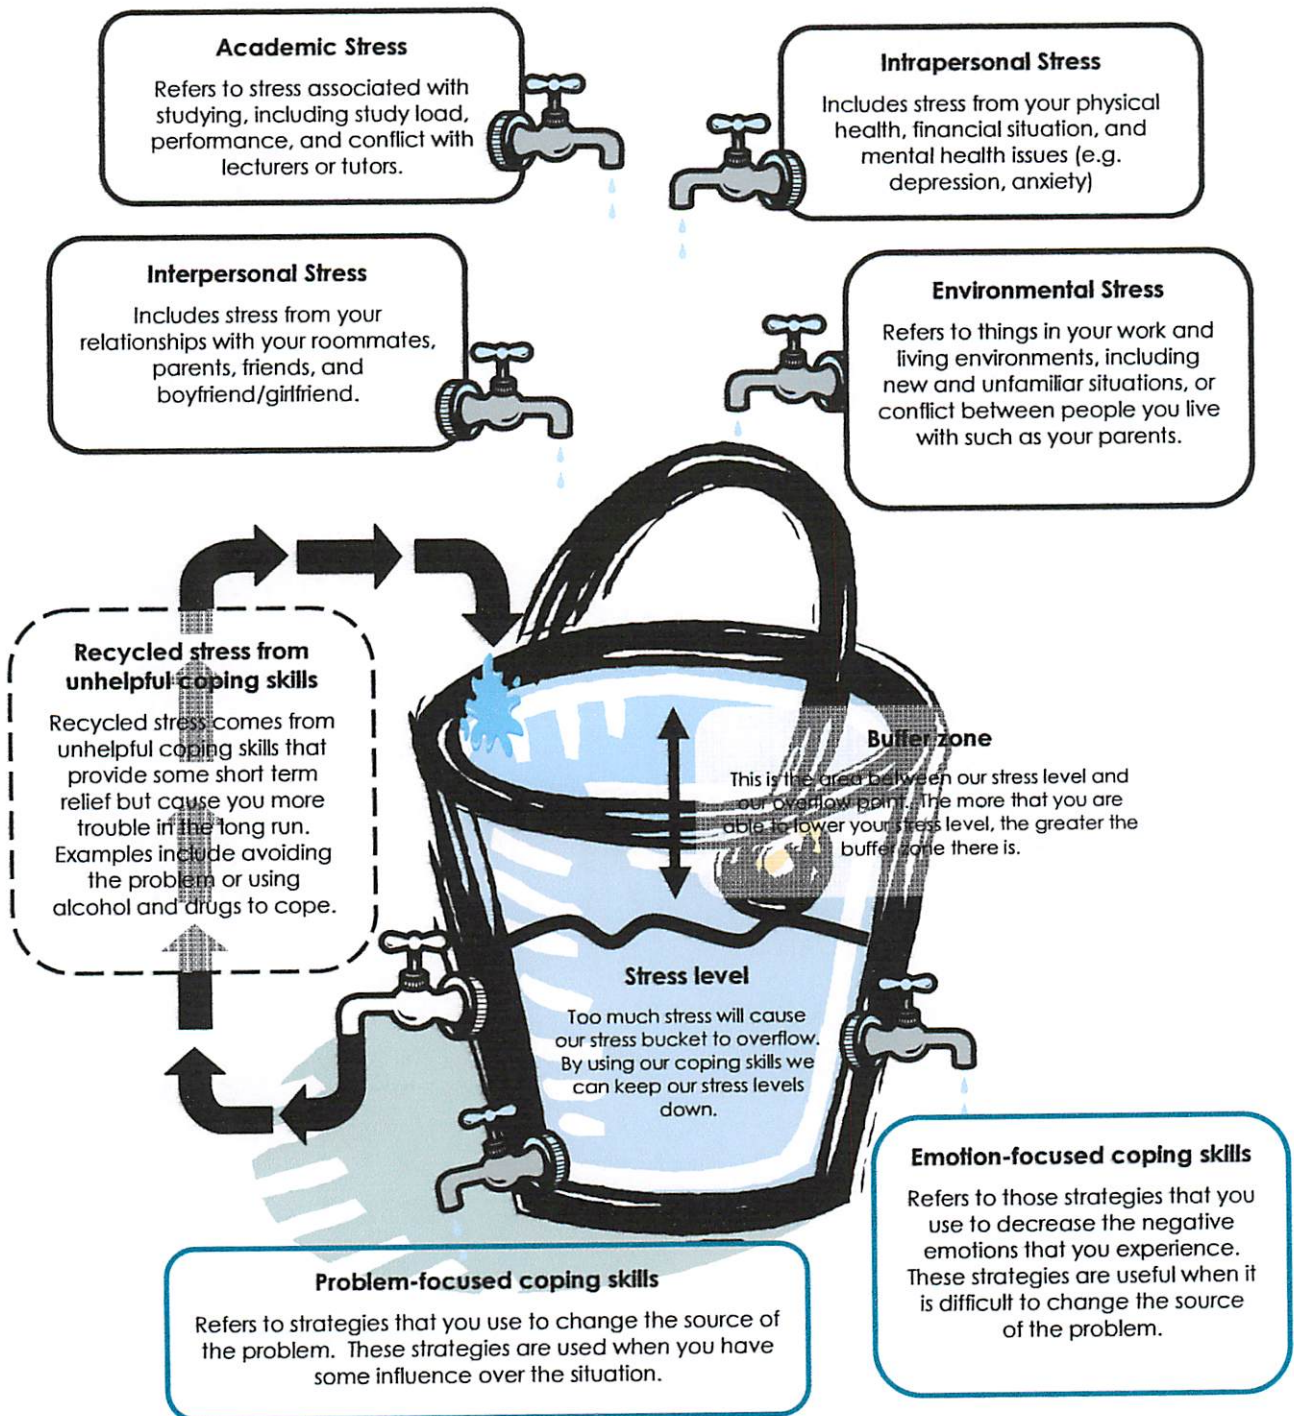 Academic Stress
Refers to stress associated with
studying, including study load,
performance, and conflict with
lecturers or tutors.
Intrapersonal Stress
Includes stress from your physical
health, financial situation, and
mental health issues (e.g.
depression, anxiety)
Interpersonal Stress
Includes stress from your
relationships with your roommates,
parents, friends, and
boyfriend/girlfriend.
Environmental Stress
Refers to things in your work and
living environments, including
new and unfamiliar situations, or
conflict between people you live
with such as your parents.
Recycled stress from
unhelpful coping skills
Recycled stress comes from
unhelpful coping skills that
provide some short term
relief but cause you more
trouble in the long run.
Examples include avoiding
the problem or using
alcohol and drugs to cope.
Buffer zone
This is the area between our stress level and
our overflow point. The more that you are
able to lower your stress level, the greater the
buffer zone there is.
Stress level
Too much stress will cause
our stress bucket to overflow.
By using our coping skills we
can keep our stress levels
down.
Emotion-focused coping skills
Refers to those strategies that you
use to decrease the negative
emotions that you experience.
These strategies are useful when it
is difficult to change the source
of the problem.
Problem-focused coping skills
Refers to strategies that you use to change the source of
the problem. These strategies are used when you have
some influence over the situation.